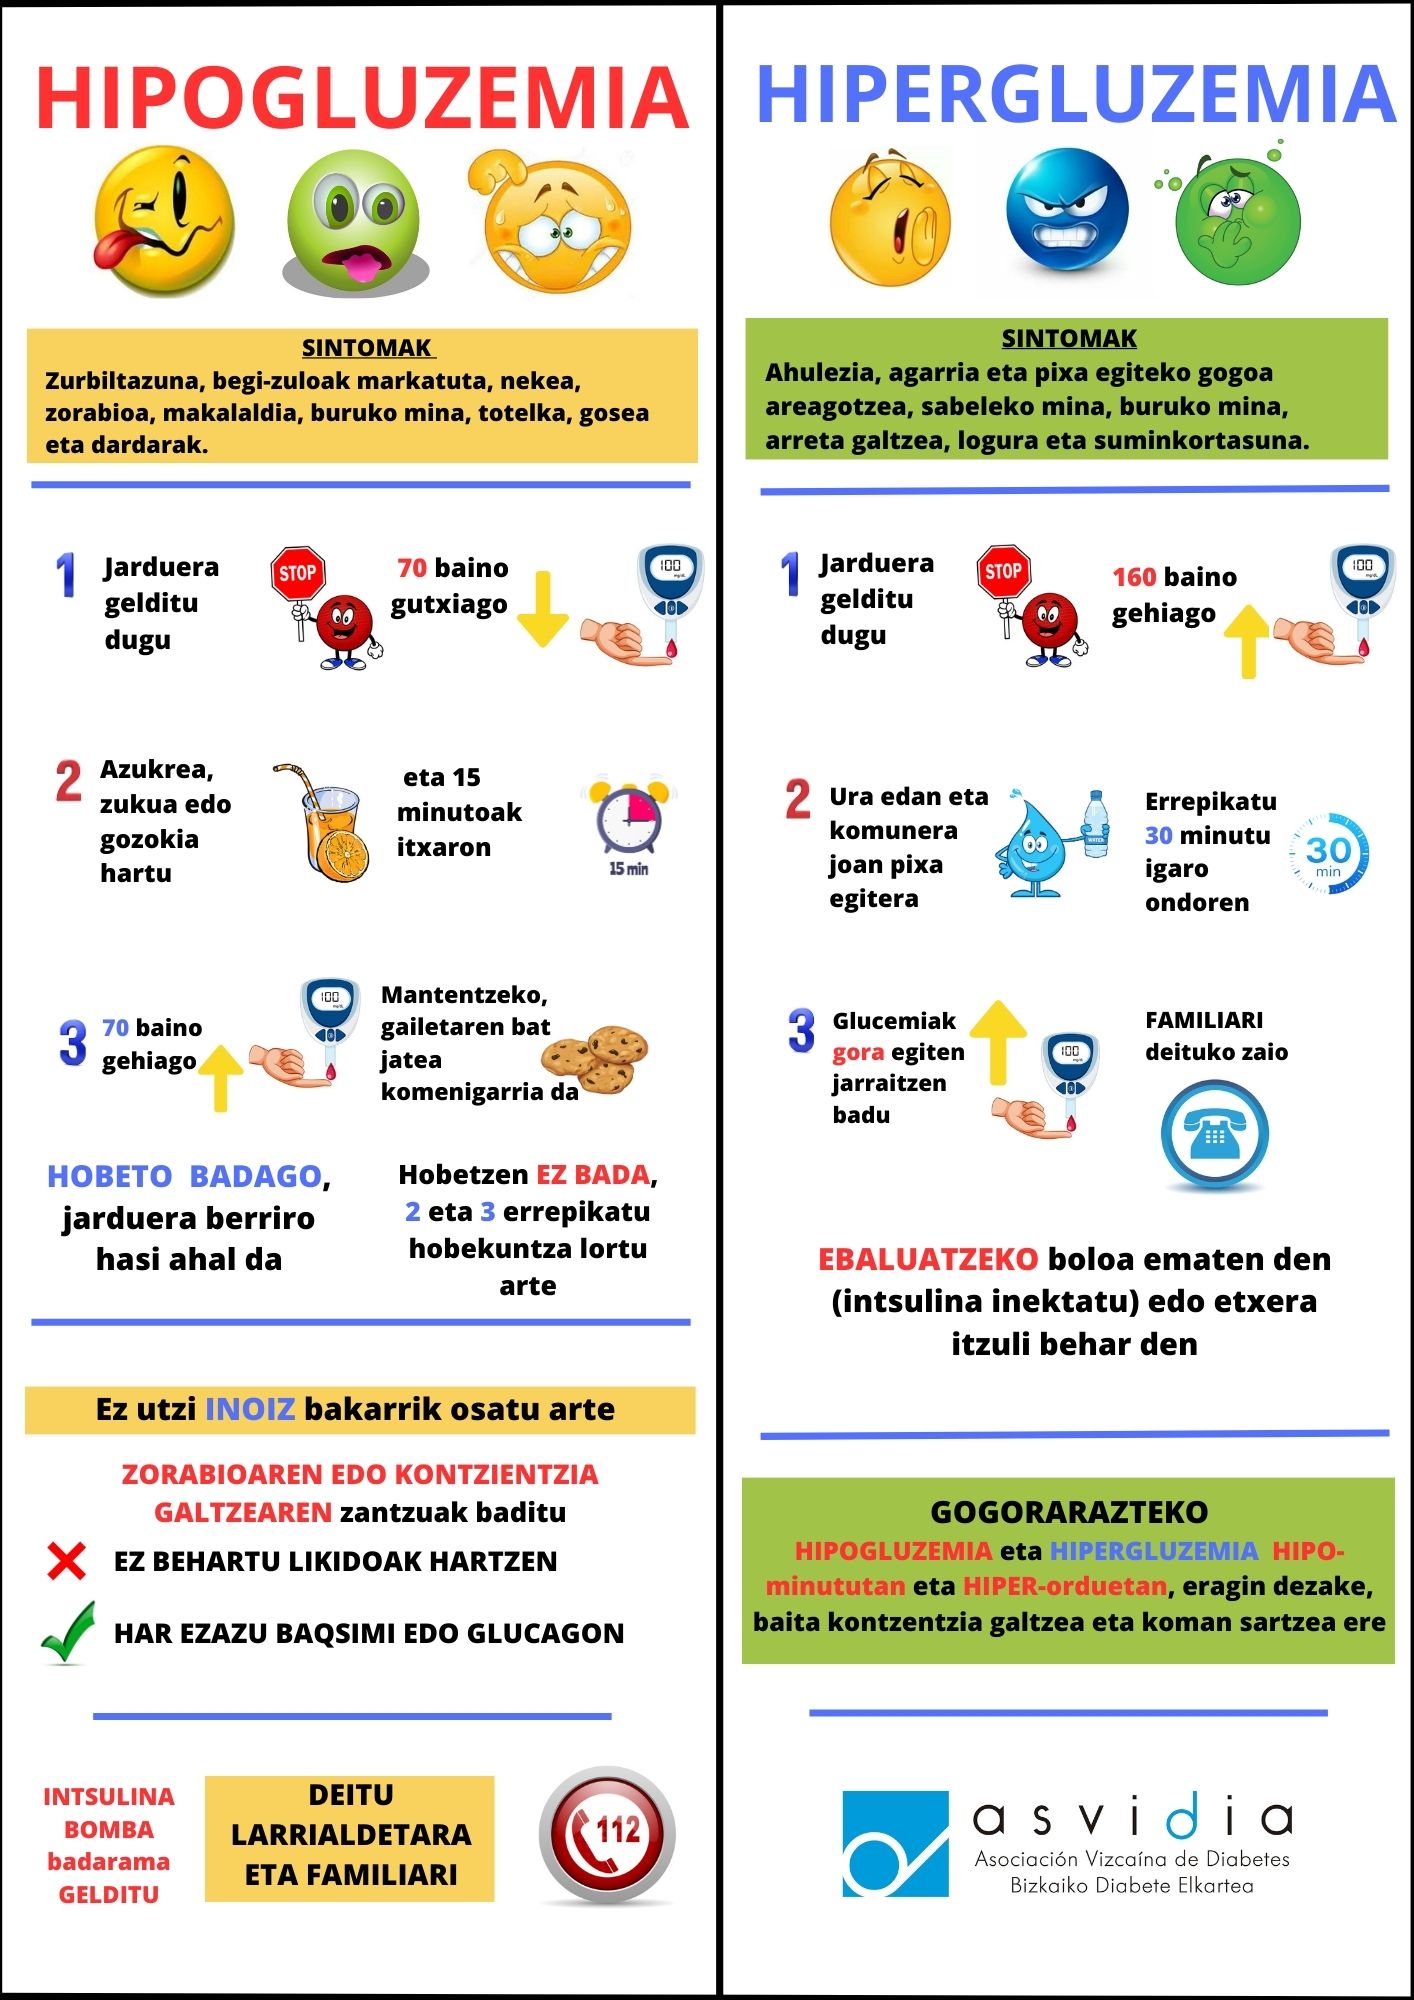 HIPOGLUZEMIA
SINTOMAK
Zurbiltazuna, begi-zuloak markatuta, nekea,
zorabioa, makalaldia, buruko mina, totelka, gosea
eta dardarak.
1 Jarduera
gelditu
dugu
STOP
70 baino
gutxiago
100
mg/dL
2 Azukrea,
zukua edo
gozokia
hartu
eta 15
minutoak
itxaron
15 min
3 70 baino
gehiago
100
mg/dL
Mantentzeko,
gailetaren bat
jatea
komenigarria da
HOBETO BADAGO,
jarduera berriro
hasi ahal da
Hobetzen EZ BADA,
2 eta 3 errepikatu
hobekuntza lortu
arte
Ez utzi INOIZ bakarrik osatu arte
ZORABIOAREN EDO KONTZIENTZIA
GALTZEAREN zantzuak baditu
EZ BEHARTU LIKIDOAK HARTZEN
HAR EZAZU BAQSIMI EDO GLUCAGON
INTSULINA
BOMBA
badarama
GELDITU
DEITU
LARRIALDETARA
ETA FAMILIARI
112
HIPERGLUZEMIA
SINTOMAK
Ahulezia, agarria eta pixa egiteko gogoa
areagotzea, sabeleko mina, buruko mina,
arreta galtzea, logura eta suminkortasuna.
1 Jarduera
gelditu
dugu
STOP
160 baino
gehiago
100
mg/dL
2 Ura edan eta
komunera
joan pixa
egitera
WATER
Errepikatu
30 minutu
igaro
ondoren
30
min
3 Glucemiak
gora egiten
jarraitzen
badu
100
mg/dL
FAMILIARI
deituko zaio
EBALUATZEKO boloa ematen den
(intsulina inektatu) edo etxera
itzuli behar den
GOGORARAZTEKO
HIPOGLUZEMIA eta HIPERGLUZEMIA HIPO-
minututan eta HIPER-orduetan, eragin dezake,
baita kontzentzia galtzea eta koman sartzea ere
asvidia
Asociación Vizcaína de Diabetes
Bizkaiko Diabete Elkartea